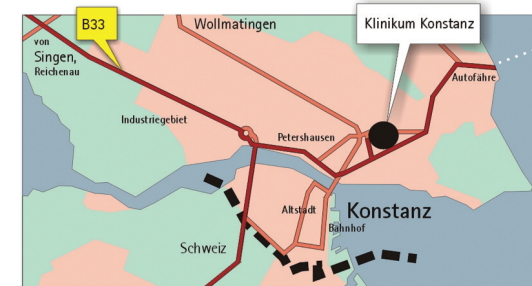 B33
Wollmatingen
Klinikum Konstanz
von
Singen,
Reichenau
Autofähre
Industriegebiet
Petershausen
Altstadt
Konstanz
Bahnhof
Schweiz